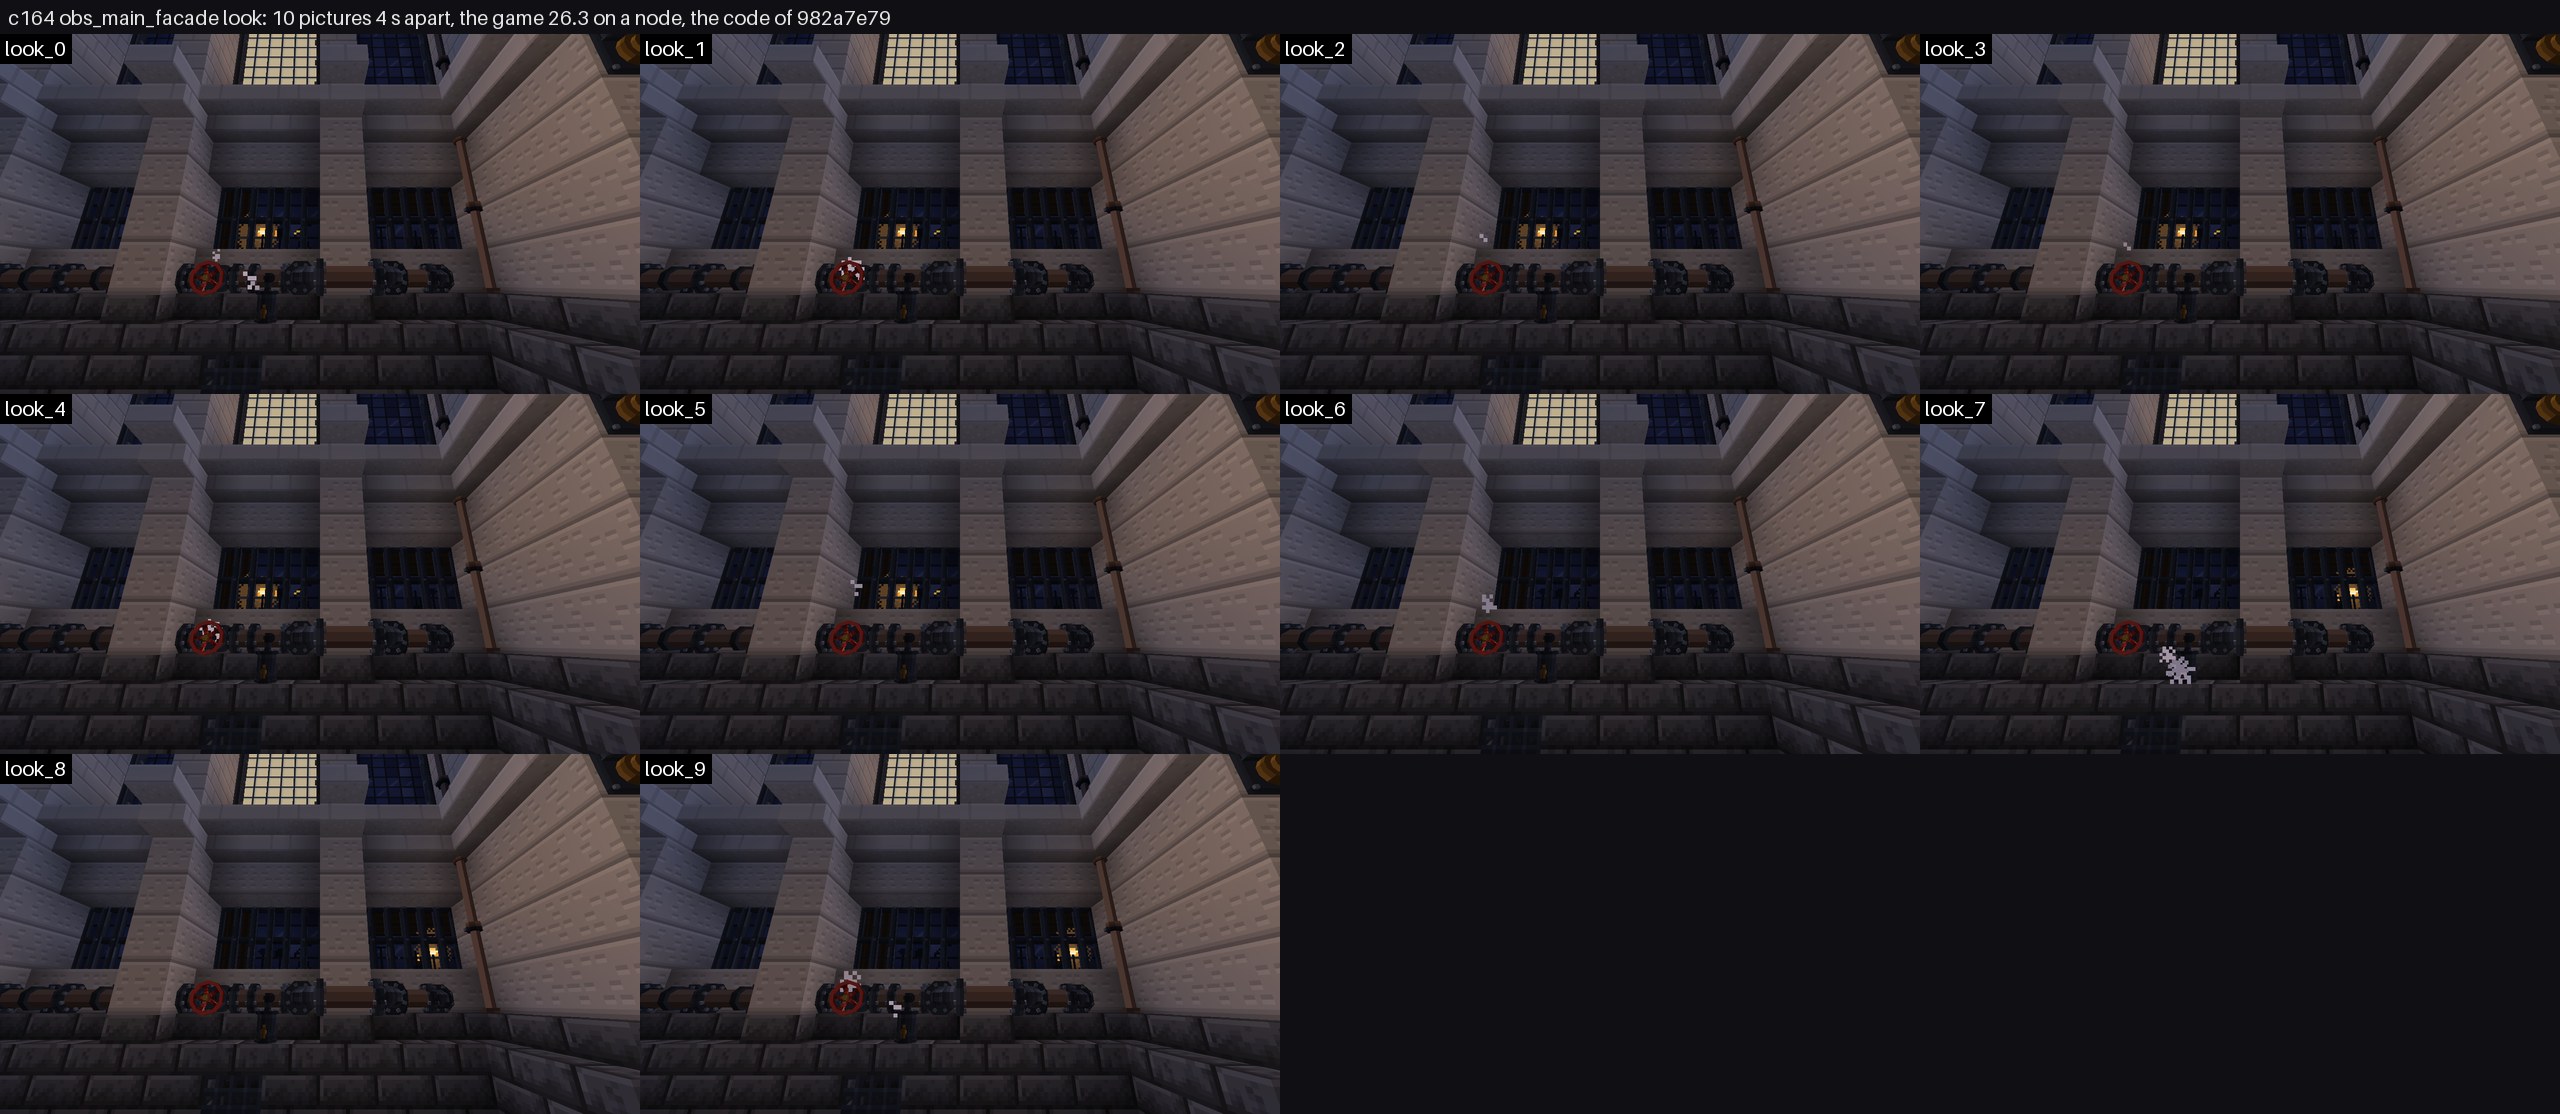 c164 obs_main_facade look: 10 pictures 4 s apart, the game 26.3 on a node, the code of 982a7e79
look_0
look_1
look_2
look_3
look_4
look_5
look_6
look_7
look_8
look_9